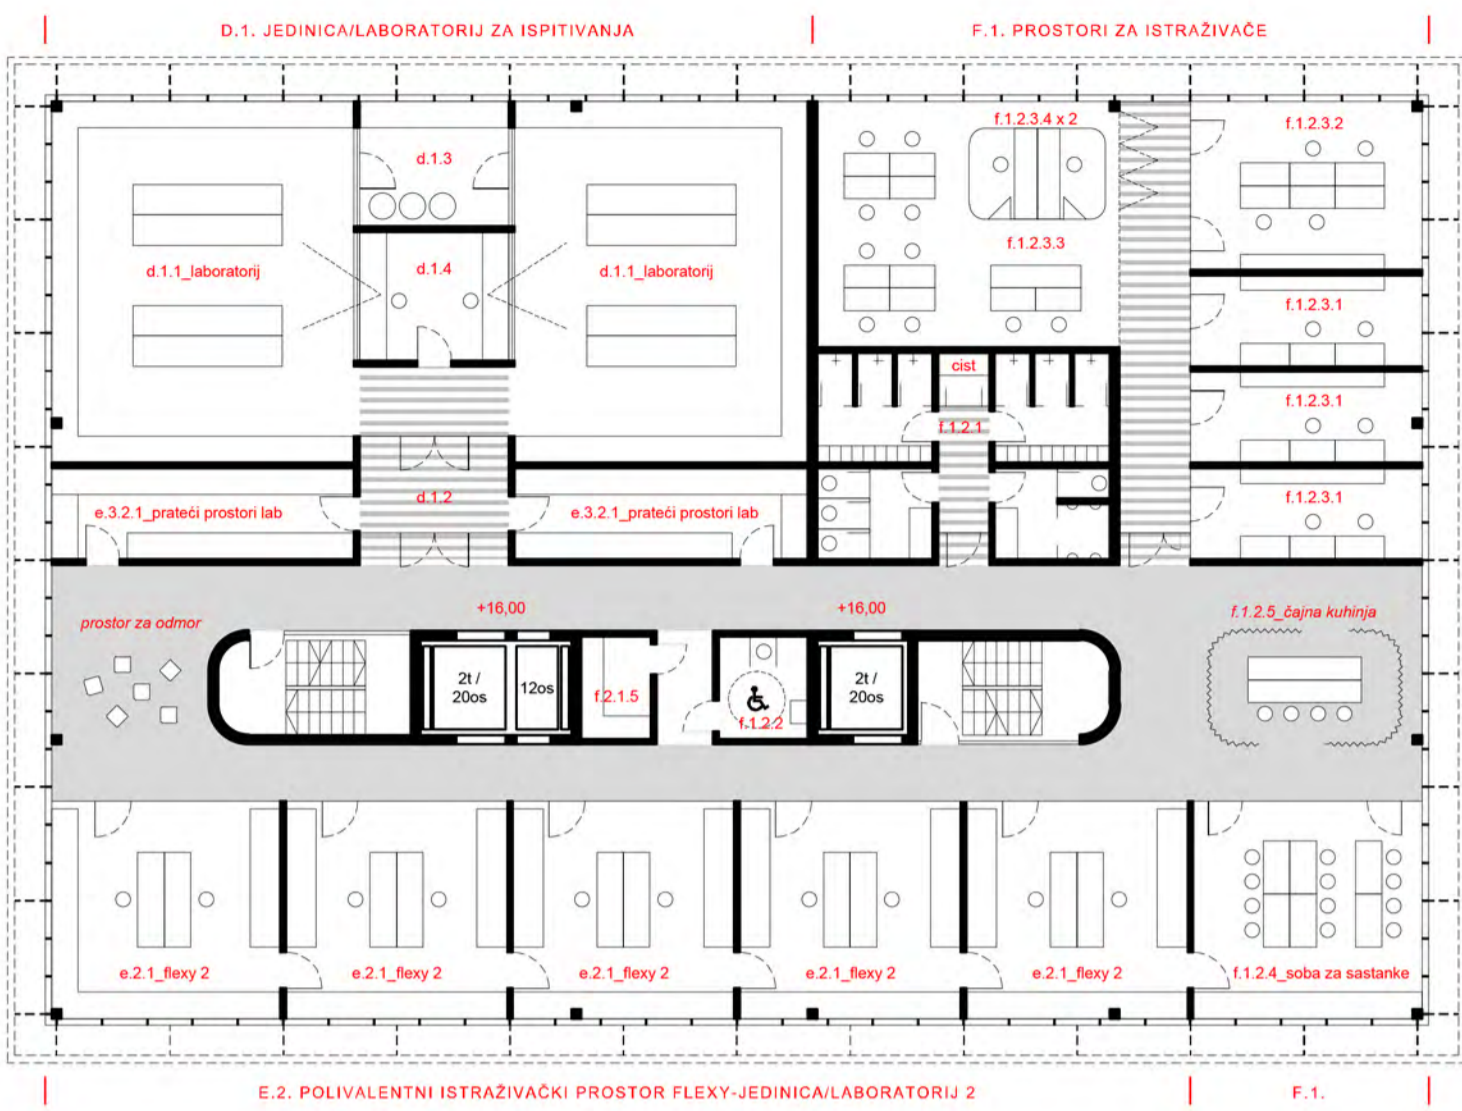 D.1. JEDINICA/LABORATORIJ ZA ISPITIVANJA
F.1. PROSTORI ZA ISTRAŽIVAČE
f.1.2.3.4 x 2
f.1.2.3.2
d.1.3
f.1.2.3.3
d.1.4
d.1.1_laboratorij
d.1.1_laboratorij
f.1.2.3.1
cist
f.1.2.3.1
f.1.2.1
d.1.2
f.1.2.3.1
e.3.2.1_prateći prostori lab
e.3.2.1_prateći prostori lab
+16,00
+16,00
prostor za odmor
f.1.2.5_čajna kuhinja
2t /
20os
12os
f.2.1.5
f.1.2.2
2t /
20os
e.2.1_flexy 2
e.2.1_flexy 2
e.2.1_flexy 2
e.2.1_flexy 2
e.2.1_flexy 2
f.1.2.4_soba za sastanke
E.2. POLIVALENTNI ISTRAŽIVAČKI PROSTOR FLEXY-JEDINICA/LABORATORIJ 2
F.1.